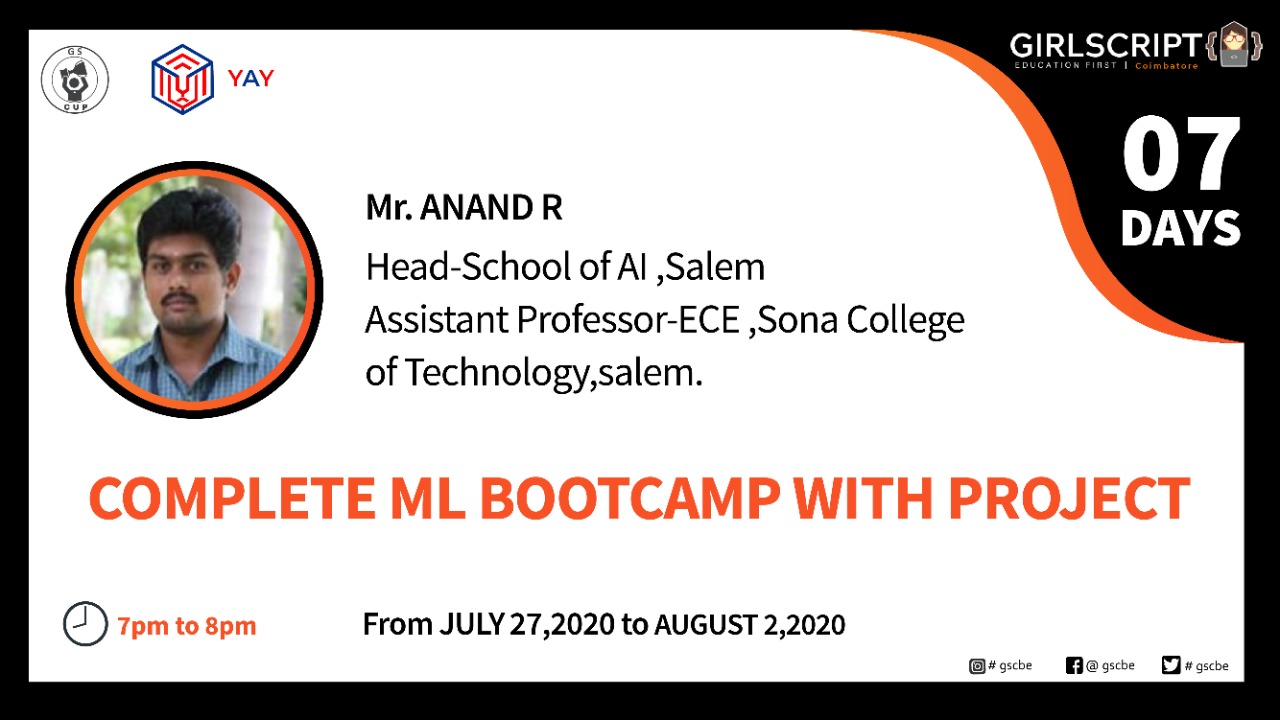 GS
CUP
YAY
GIRLSCRIPT
EDUCATION FIRST | Coimbatore
07
DAYS
Mr. ANAND R
Head-School of AI ,Salem
Assistant Professor-ECE ,Sona College
of Technology,salem.
COMPLETE ML BOOTCAMP WITH PROJECT
7pm to 8pm
From JULY 27,2020 to AUGUST 2,2020
# gscbe
@ gscbe
# gscbe